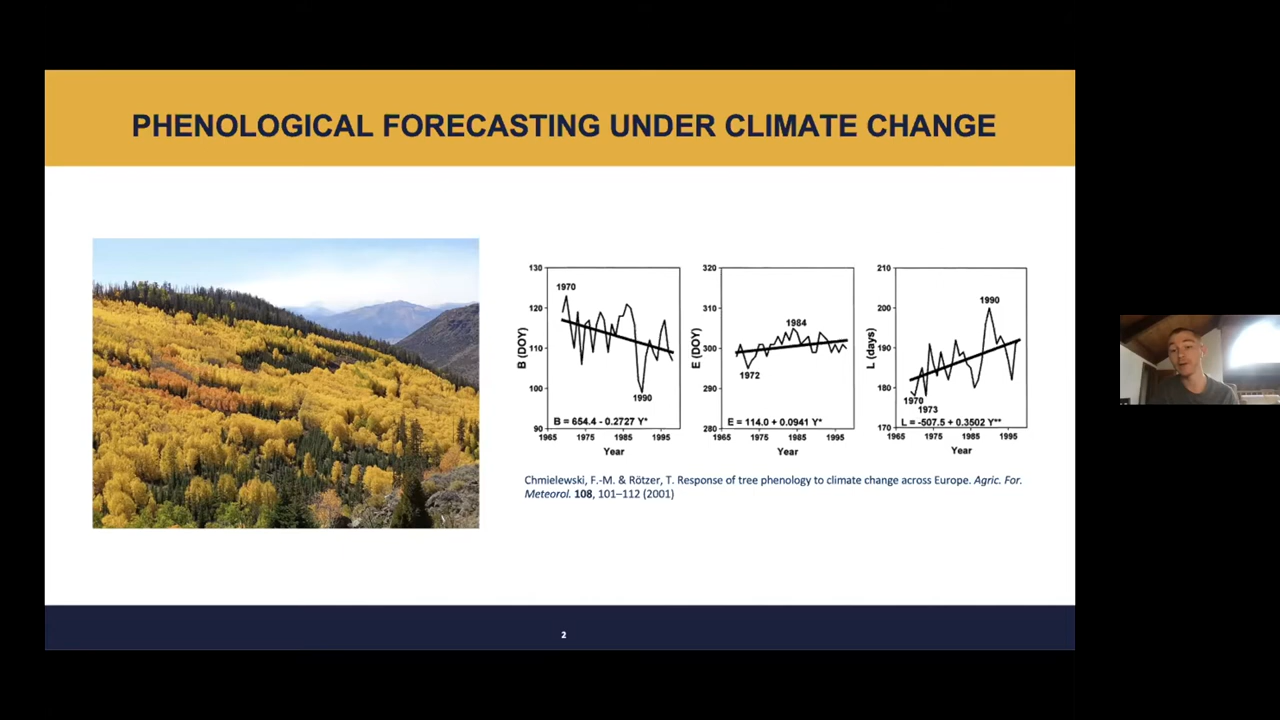 PHENOLOGICAL FORECASTING UNDER CLIMATE CHANGE
130
120
110
100
90
B (DOY)
1970
1990
B = 654.4 - 0.2727 Y*
1965
1975
1985
1995
Year
320
310
300
290
280
E (DOY)
1984
1972
E = 114.0 + 0.0941 Y*
1965
1975
1985
1995
Year
210
200
190
180
170
L (days)
1990
1970
1973
L = -507.5 + 0.3502 Y**
1965
1975
1985
1995
Year
Chmielewski, F.-M. & Rötzer, T. Response of tree phenology to climate change across Europe. Agric. For.
Meteorol. 108, 101–112 (2001)
2